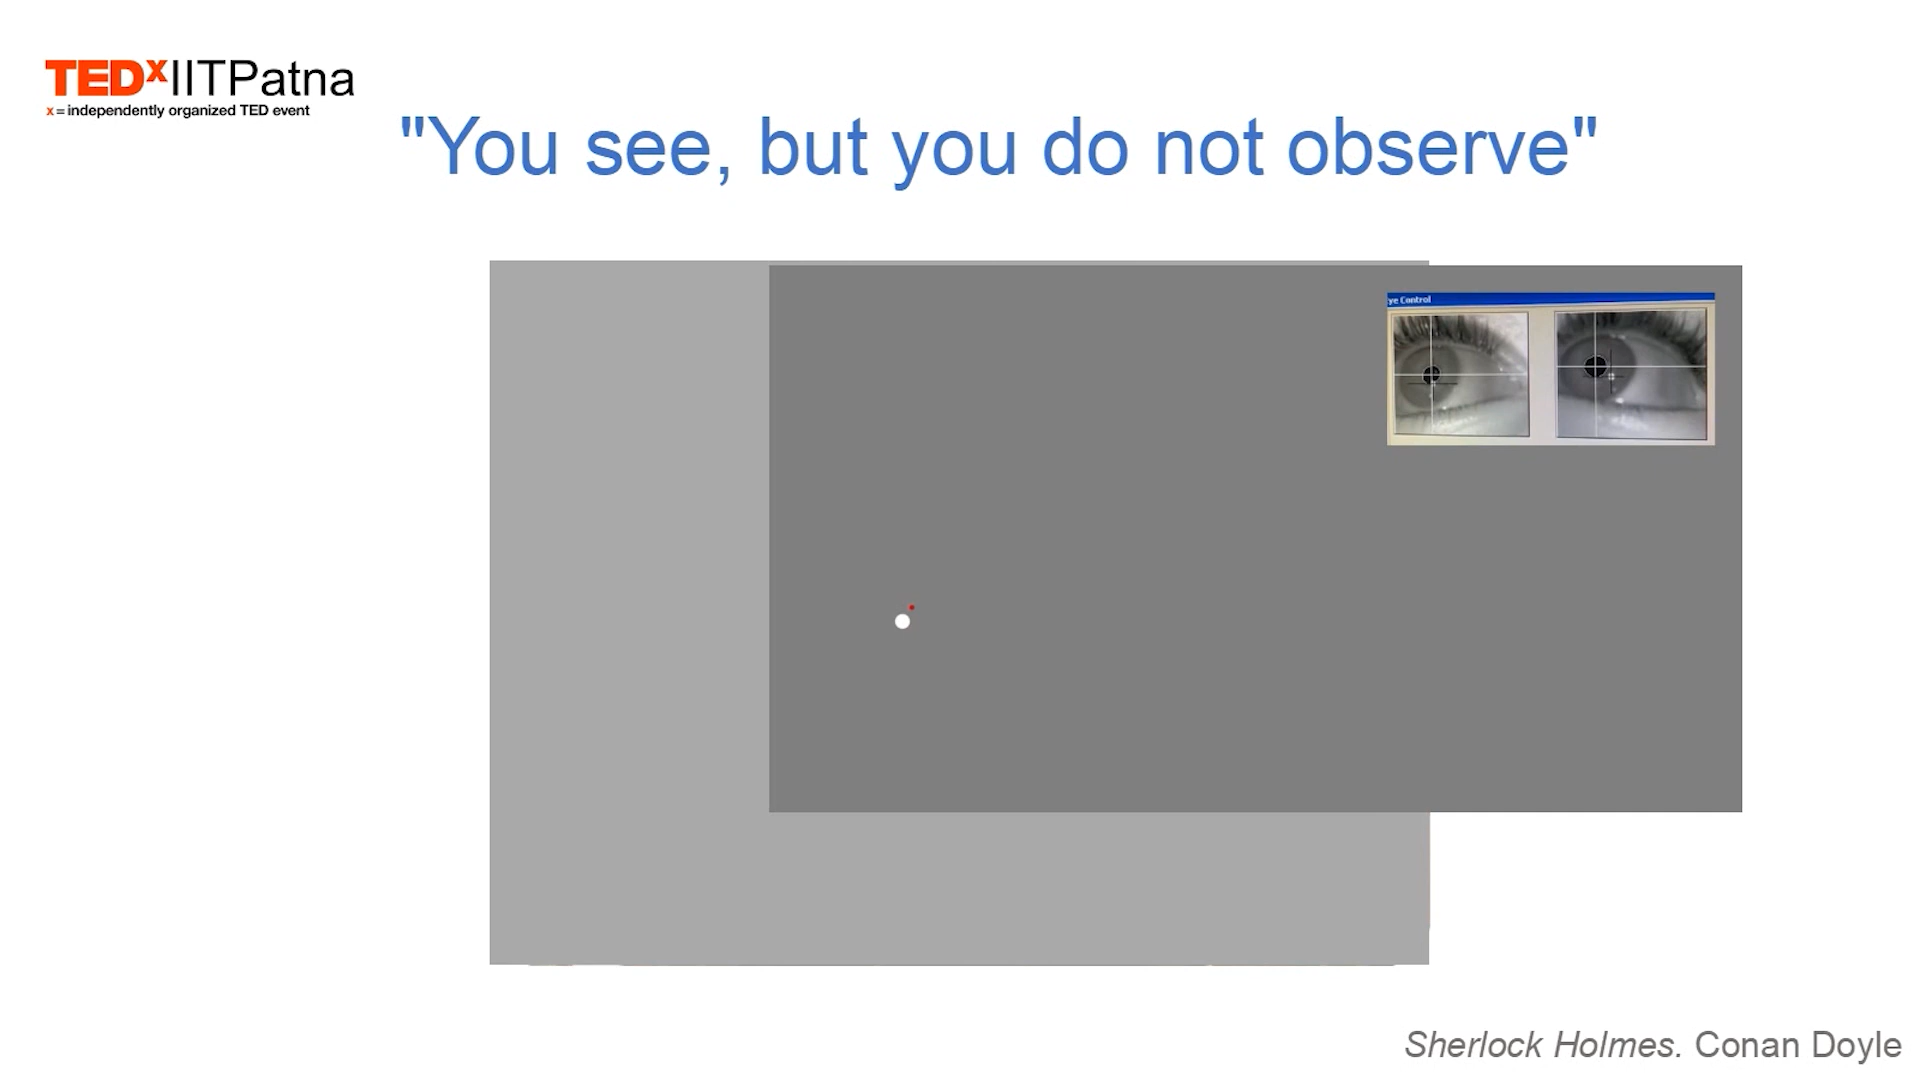 TEDxIITPatna
x = independently organized TED event
"You see, but you do not observe"
ye Control
Sherlock Holmes. Conan Doyle